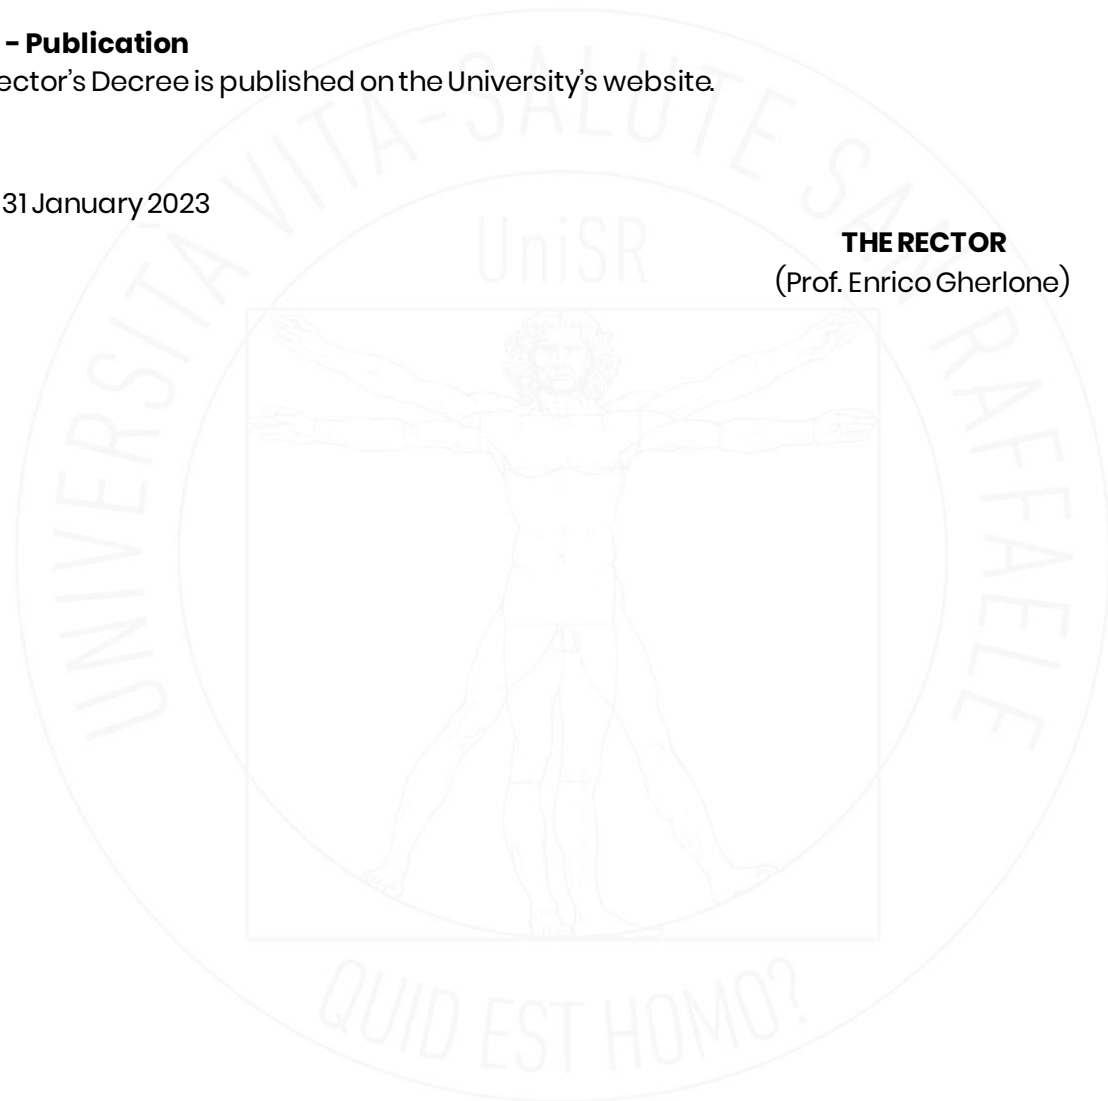 - Publication
ector's Decree is published on the University's website.
31 January 2023
THE RECTOR
(Prof. Enrico Gherlone)
UNIVERSITÀ VITA-SALUTE SAN RAFFAELE
UniSR
QUID EST HOMO?